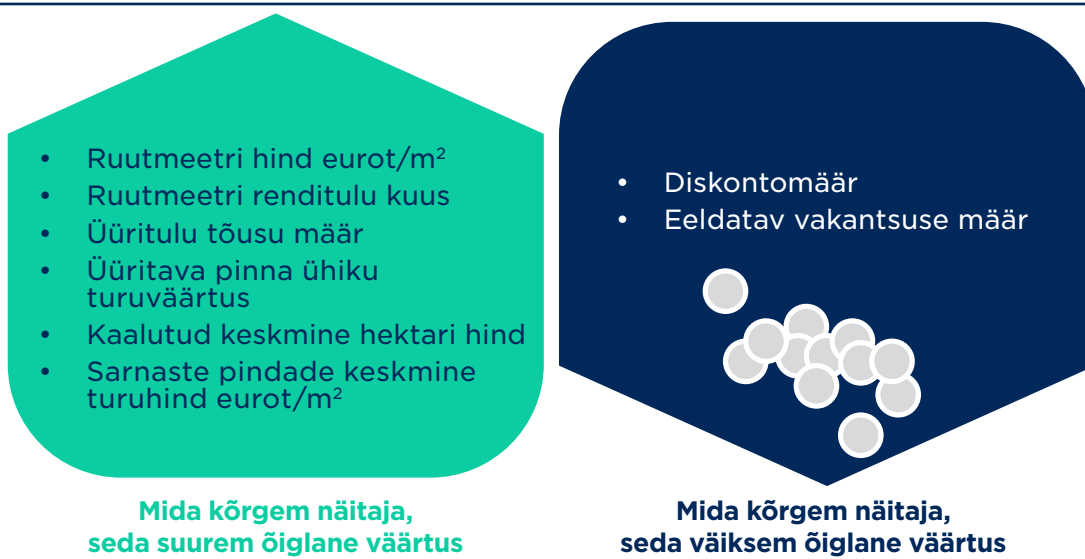 • Ruutmeetri hind eurot/m²
• Ruutmeetri renditulu kuus
• Üüritulu tõusu määr
• Üüritava pinna ühiku
turuväärtus
• Kaalutud keskmine hektari hind
• Sarnaste pindade keskmine
turuhind eurot/m²
Mida kõrgem näitaja,
seda suurem õiglane väärtus
• Diskontomäär
• Eeldatav vakantsuse määr
Mida kõrgem näitaja,
seda väiksem õiglane väärtus